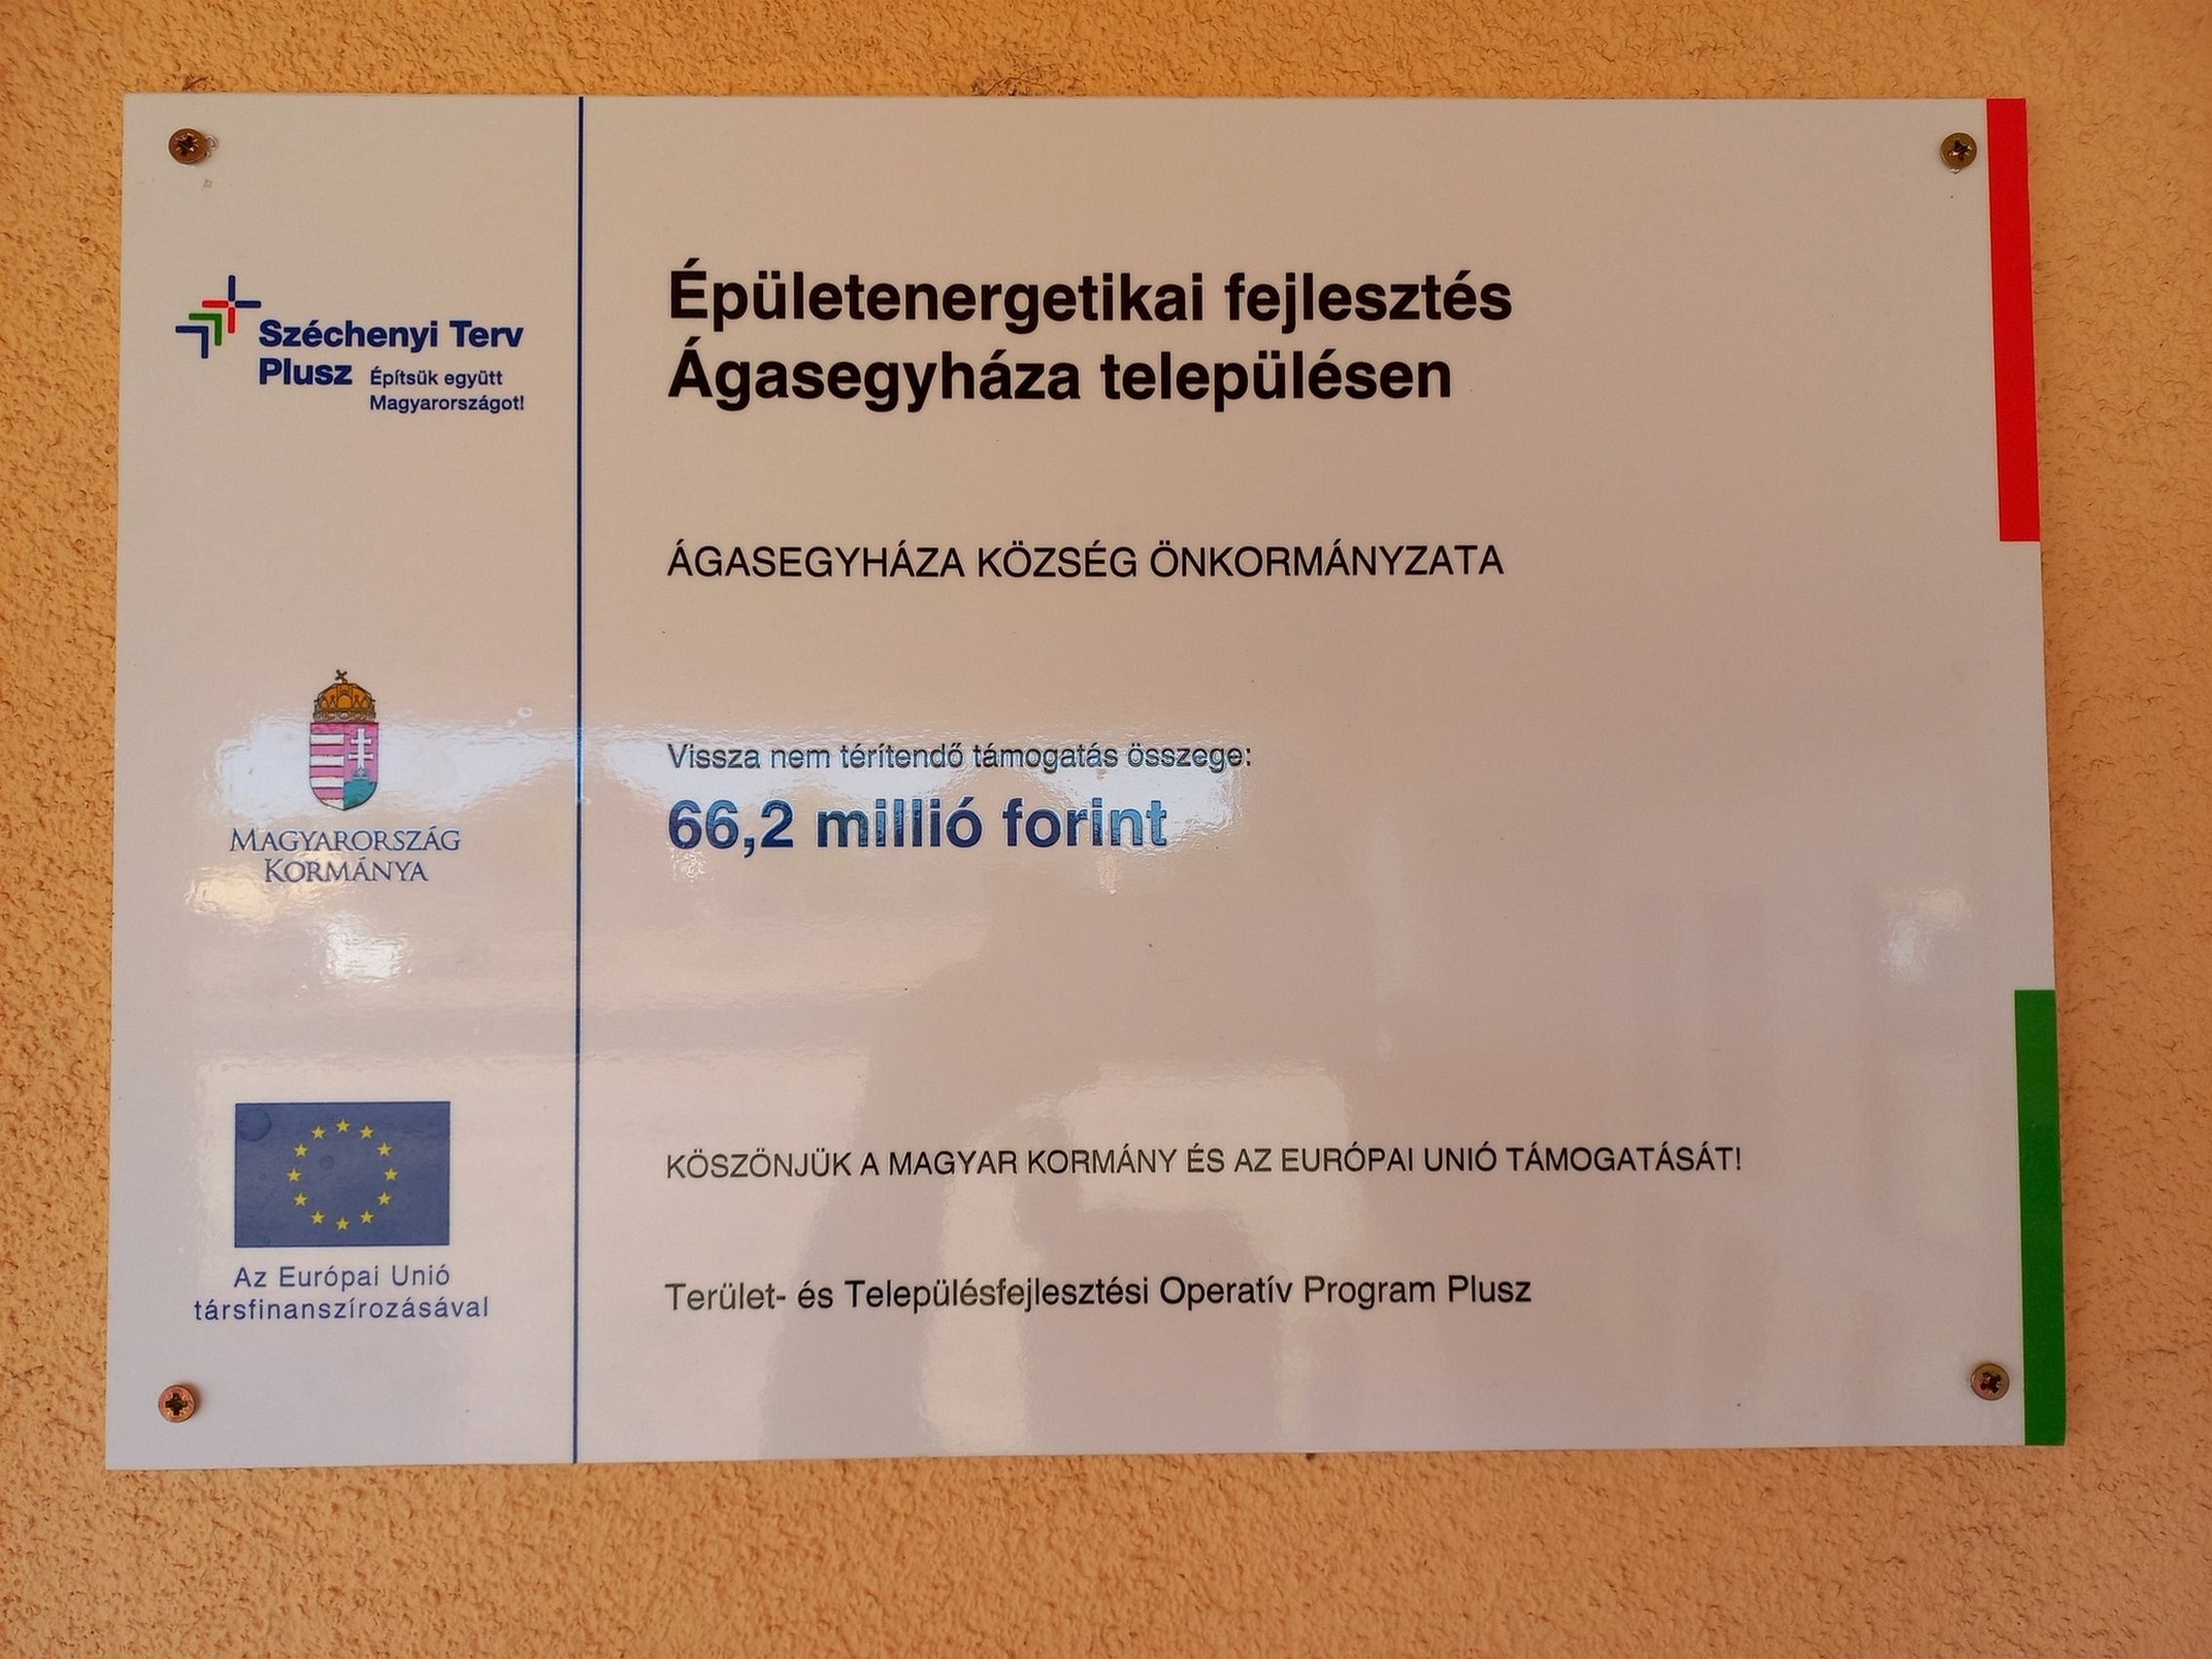 Széchenyi Terv
Plusz
Építsük együtt
Magyarországot!
MAGYARORSZÁG
KORMÁNYA
Az Európai Unió
társfinanszírozásával
Épületenergetikai fejlesztés
Ágasegyháza településen
ÁGASEGYHÁZA KÖZSÉG ÖNKORMÁNYZATA
Vissza nem térítendő támogatás összege:
66,2 millió forint
KÖSZÖNJÜK A MAGYAR KORMÁNY ÉS AZ EURÓPAI UNIÓ TÁMOGATÁSÁT!
Terület- és Településfejlesztési Operatív Program Plusz